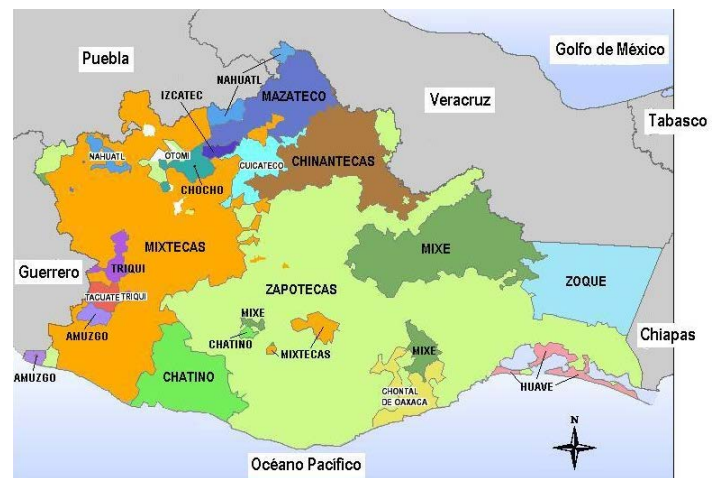 Golfo de México
Puebla
NAHUATL
IZCATEC
MAZATECO
Veracruz
Tabasco
NAHUATL
OTOMI
CUICATECO
CHINANTECAS
CHOCHO
MIXTECAS
MIXE
Guerrero
TRIQUI
ZOQUE
ZAPOTECAS
TACUATE TRIQUI
MIXE
AMUZGO
CHATINO
MIXTECAS
MIXE
Chiapas
AMUZGO
CHATINO
HUAVE
CHONTAL
DE OAXACA
N
Océano Pacífico